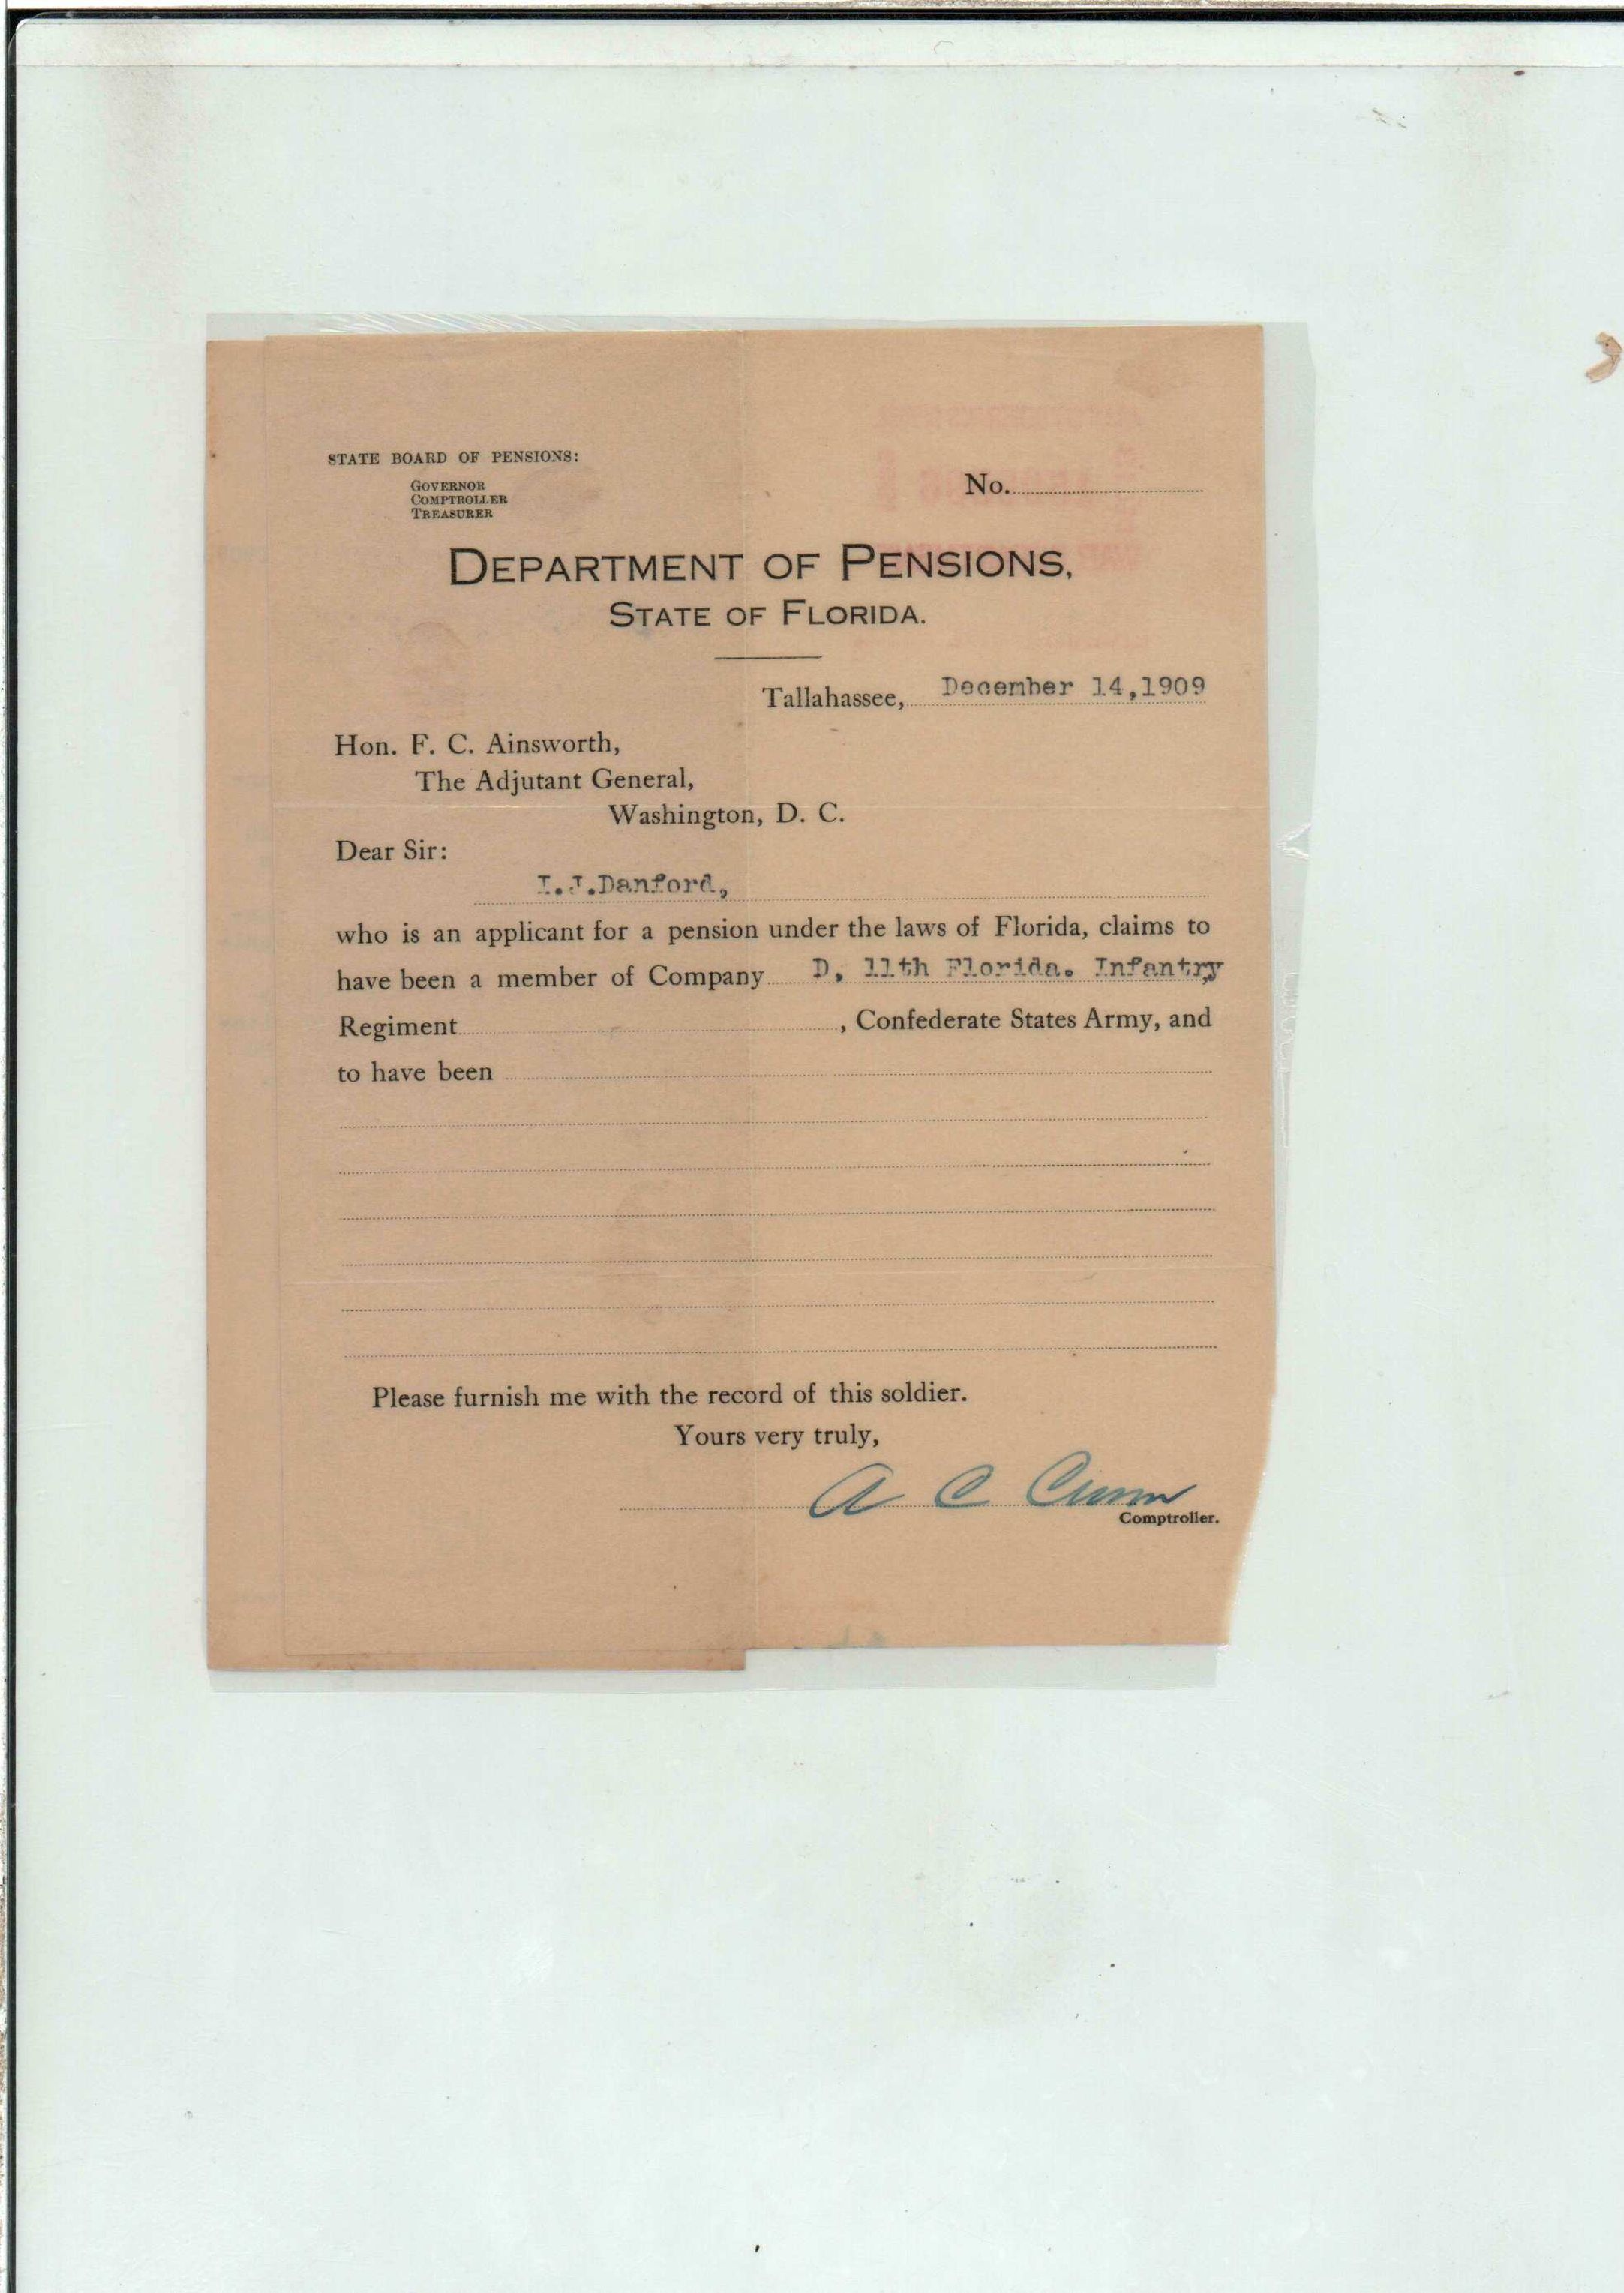 STATE BOARD OF PENSIONS:
GOVERNOR
COMPTROLLER
TREASURER
No.
DEPARTMENT OF PENSIONS,
STATE OF FLORIDA.
Tallahassee, December 14,1909
Hon. F. C. Ainsworth,
The Adjutant General,
Washington, D. C.
Dear Sir:
I.J.Danford,
who is an applicant for a pension under the laws of Florida, claims to
have been a member of Company D, 11th Florida. Infantry
Regiment , Confederate States Army, and
to have been
Please furnish me with the record of this soldier.
Yours very truly,
A C Croom
Comptroller.